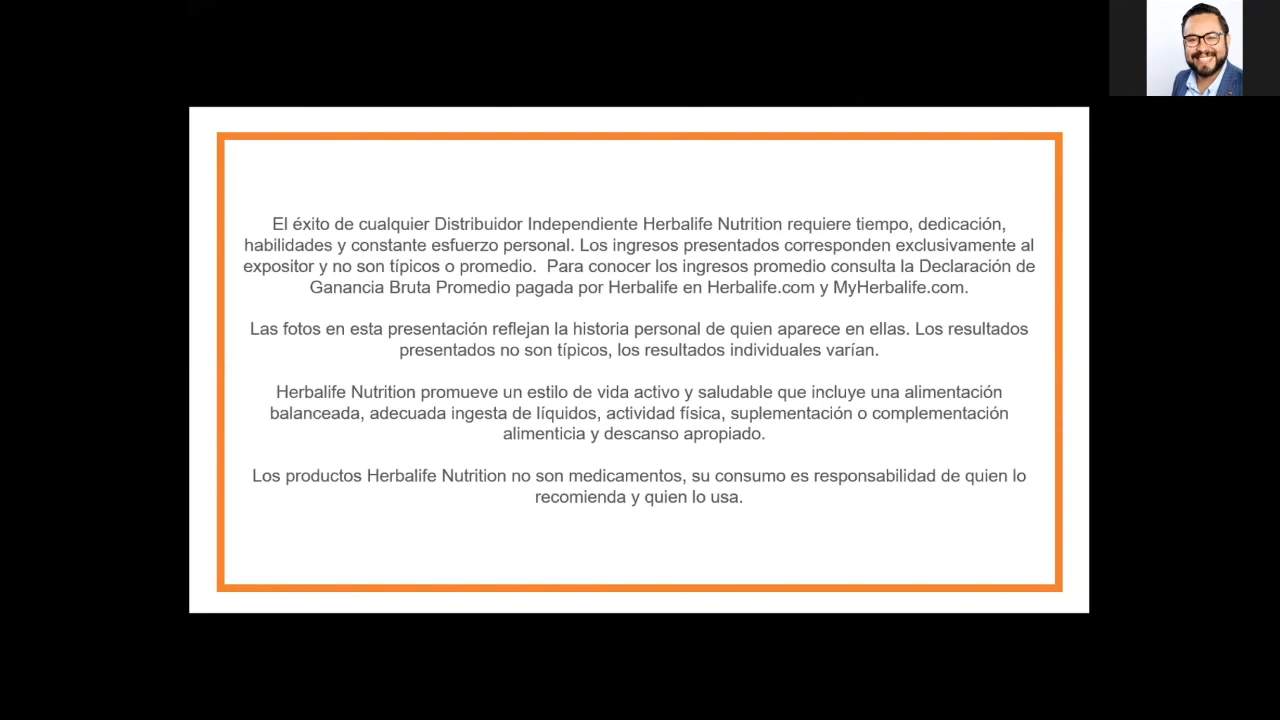 El éxito de cualquier Distribuidor Independiente Herbalife Nutrition requiere tiempo, dedicación,
habilidades y constante esfuerzo personal. Los ingresos presentados corresponden exclusivamente al
expositor y no son típicos o promedio.  Para conocer los ingresos promedio consulta la Declaración de
Ganancia Bruta Promedio pagada por Herbalife en Herbalife.com y MyHerbalife.com.
Las fotos en esta presentación reflejan la historia personal de quien aparece en ellas. Los resultados
presentados no son típicos, los resultados individuales varían.
Herbalife Nutrition promueve un estilo de vida activo y saludable que incluye una alimentación
balanceada, adecuada ingesta de líquidos, actividad física, suplementación o complementación
alimenticia y descanso apropiado.
Los productos Herbalife Nutrition no son medicamentos, su consumo es responsabilidad de quien lo
recomienda y quien lo usa.